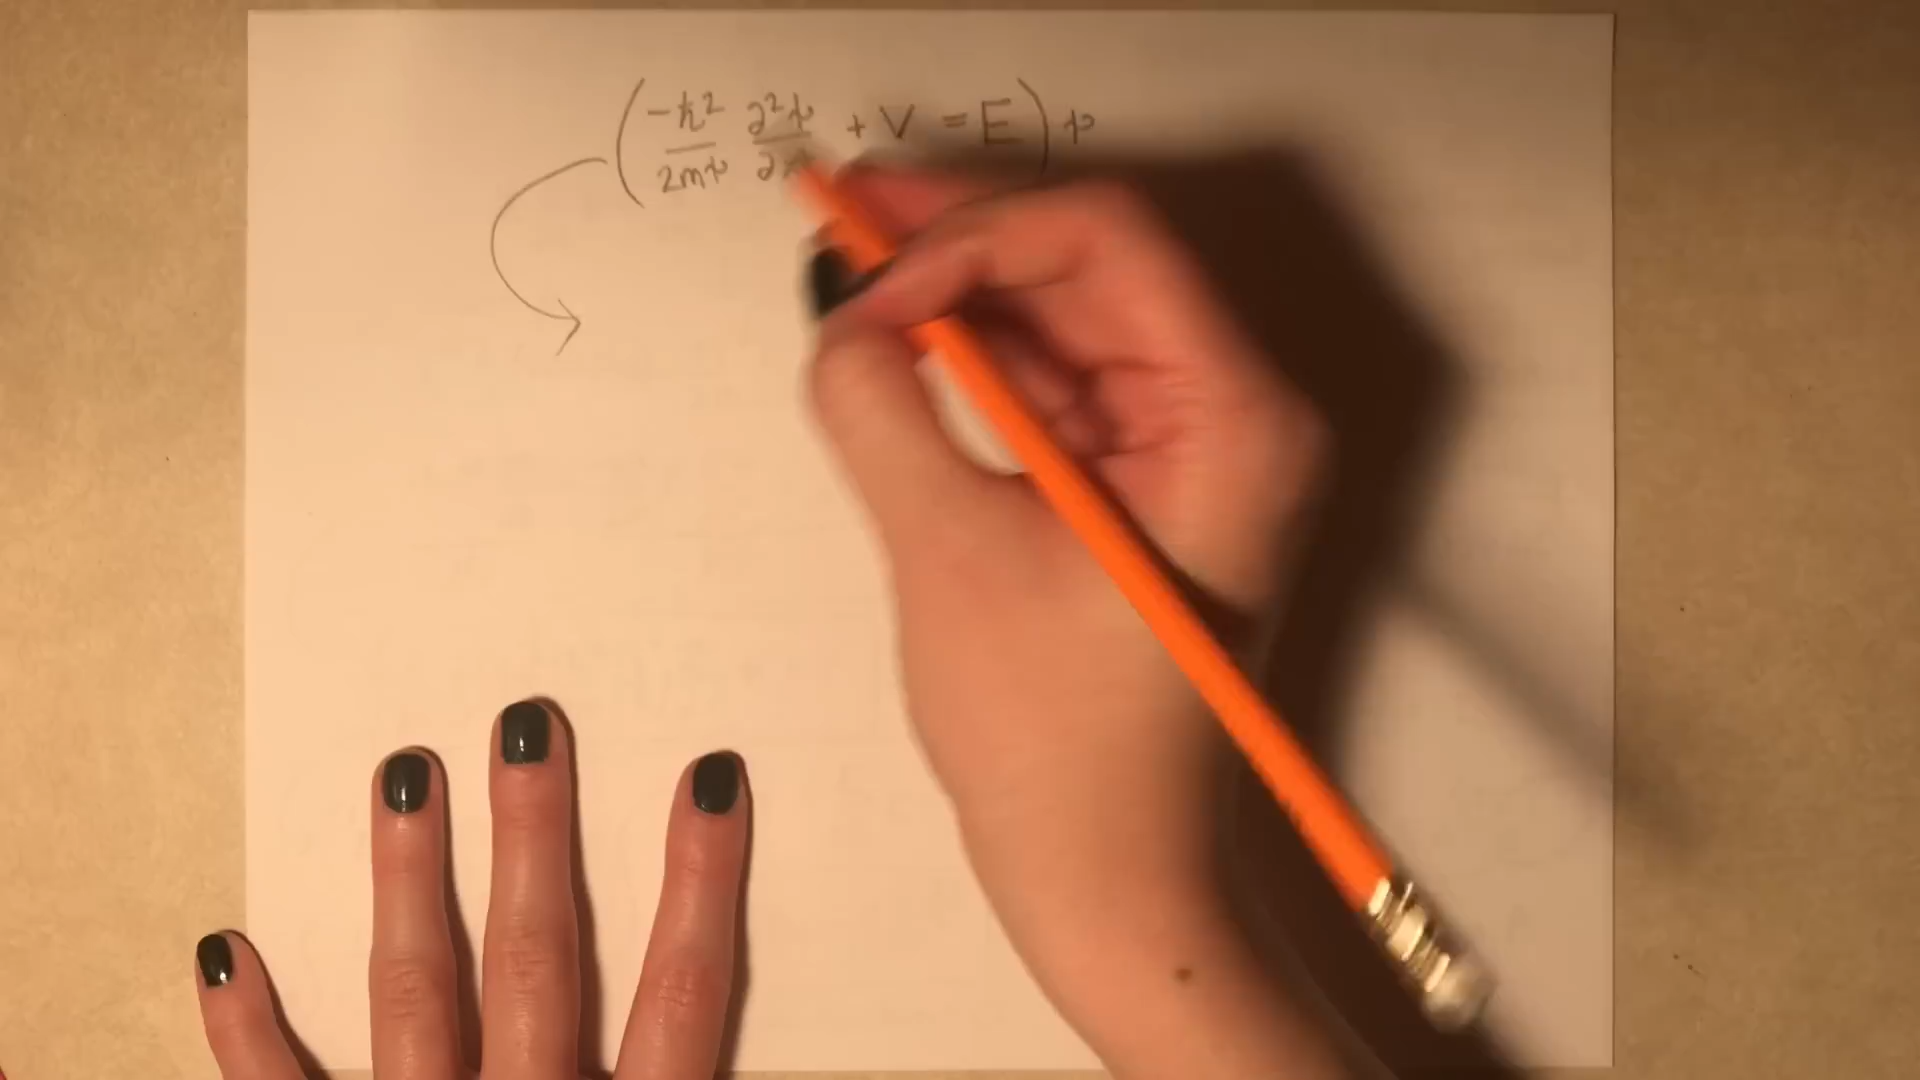 (-ħ²/2mψ ∂²ψ/∂x + V = E) ψ